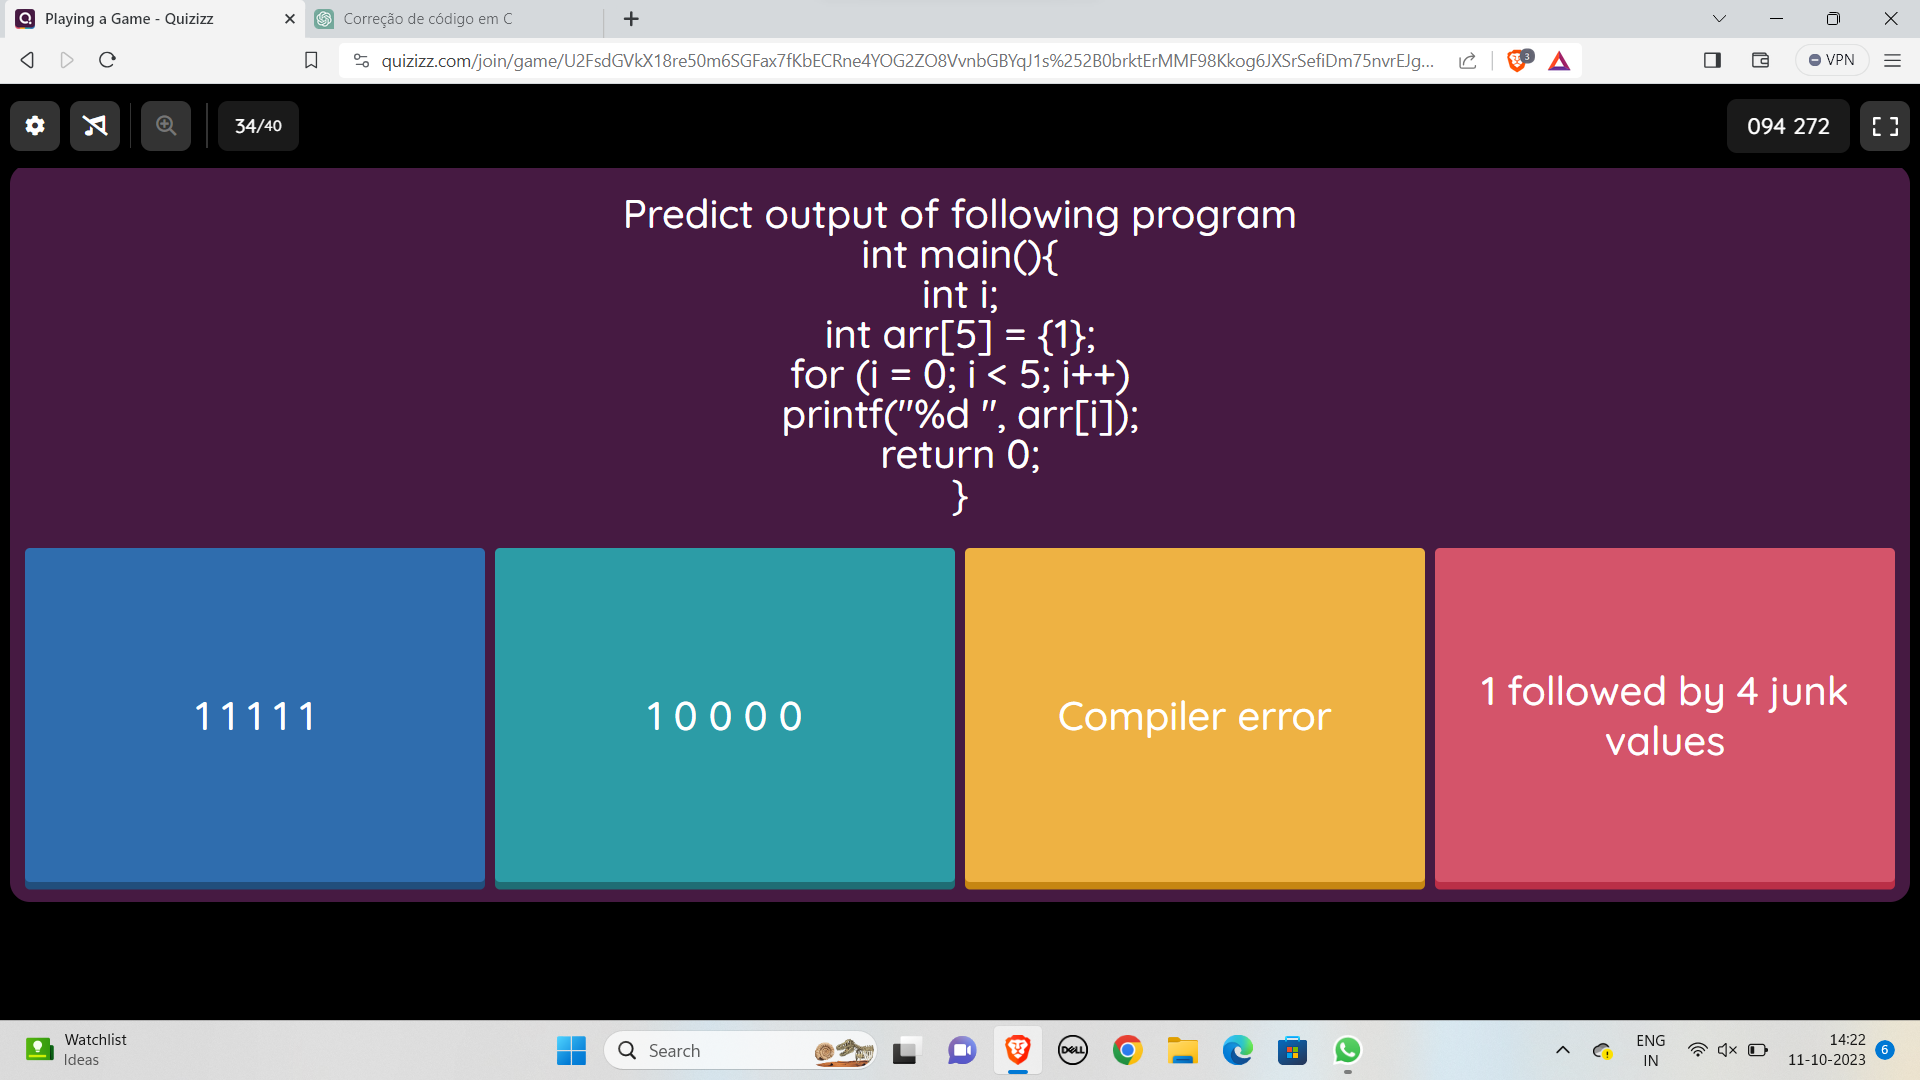 Playing a Game - Quizizz
Correção de código em C
quizizz.com/join/game/U2FsdGVkX18re50m6SGFax7fKbECRne4YOG2ZO8VvnbGBYqJ1s%252B0brktErMMF98Kkog6JXSrSefiDm75nvrEJg...
3
VPN
34/40
094 272
Predict output of following program
int main(){
int i;
int arr[5] = {1};
for (i = 0; i < 5; i++)
printf("%d ", arr[i]);
return 0;
}
1 1 1 1 1
1 0 0 0 0
Compiler error
1 followed by 4 junk
values
Watchlist
Ideas
Search
DELL
ENG
IN
14:22
11-10-2023
6